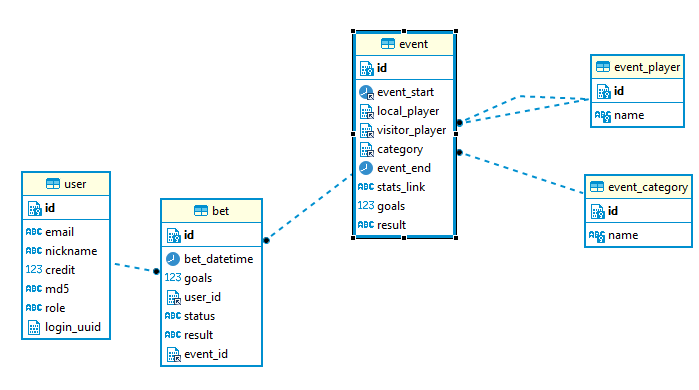 event
id
event_start
local_player
visitor_player
category
event_end
ABC stats_link
123 goals
ABC result
event_player
id
ABC name
event_category
id
ABC name
user
id
ABC email
ABC nickname
123 credit
ABC md5
ABC role
login_uuid
bet
id
bet_datetime
123 goals
user_id
ABC status
ABC result
event_id